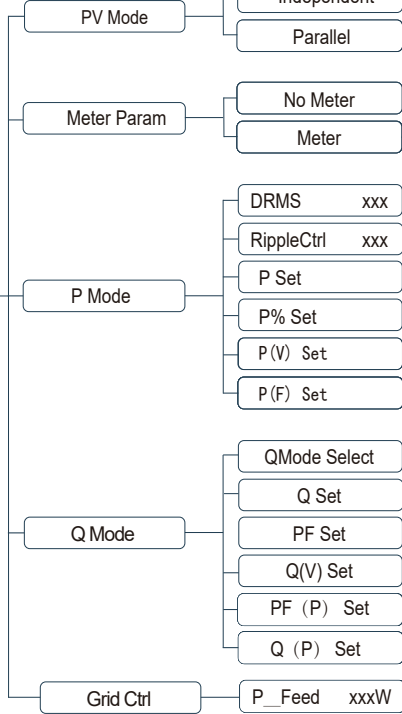 Independent
PV Mode
Parallel
Meter Param
No Meter
Meter
P Mode
DRMS xxx
RippleCtrl xxx
P Set
P% Set
P(V) Set
P(F) Set
Q Mode
QMode Select
Q Set
PF Set
Q(V) Set
PF（P） Set
Q（P） Set
Grid Ctrl
P__Feed xxxW